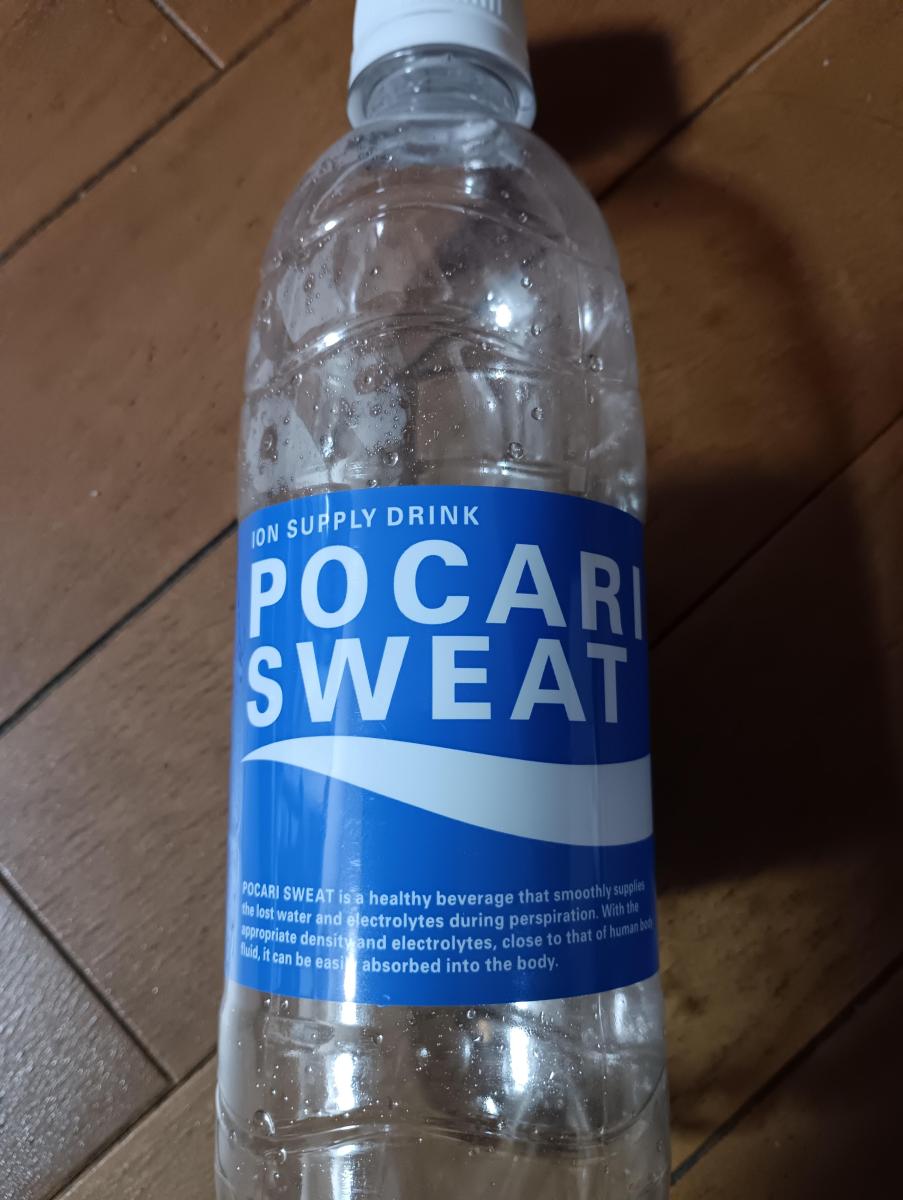 ION SUPPLY DRINK
POCARI
SWEAT
POCARI SWEAT is a healthy beverage that smoothly supplies
the lost water and electrolytes during perspiration. With the
appropriate density and electrolytes, close to that of human body
fluid, it can be easily absorbed into the body.